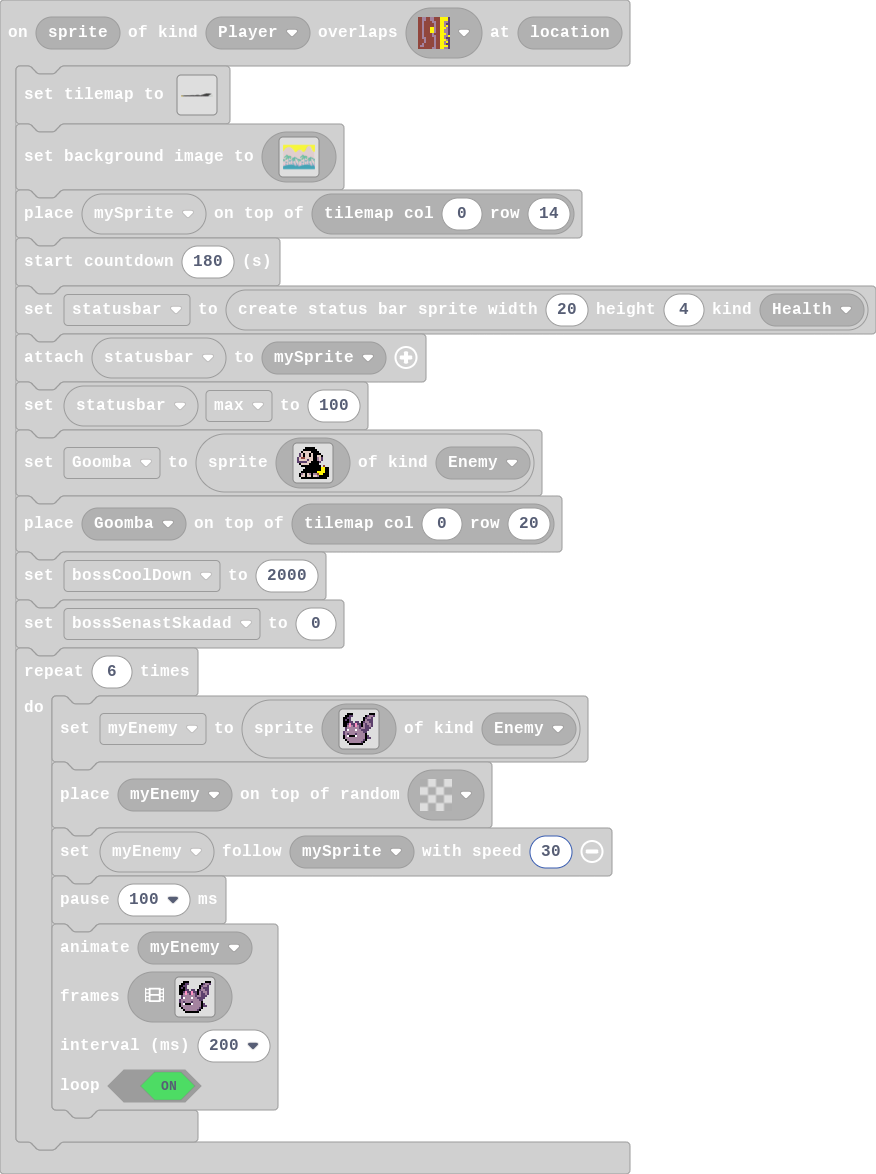 on sprite of kind Player overlaps at location
set tilemap to
set background image to
place mySprite on top of tilemap col 0 row 14
start countdown 180 (s)
set statusbar to create status bar sprite width 20 height 4 kind Health
attach statusbar to mySprite
set statusbar max to 100
set Goomba to sprite of kind Enemy
place Goomba on top of tilemap col 0 row 20
set bossCoolDown to 2000
set bossSenastSkadad to 0
repeat 6 times
do
set myEnemy to sprite of kind Enemy
place myEnemy on top of random
set myEnemy follow mySprite with speed 30
pause 100 ms
animate myEnemy
frames
interval (ms) 200
loop ON